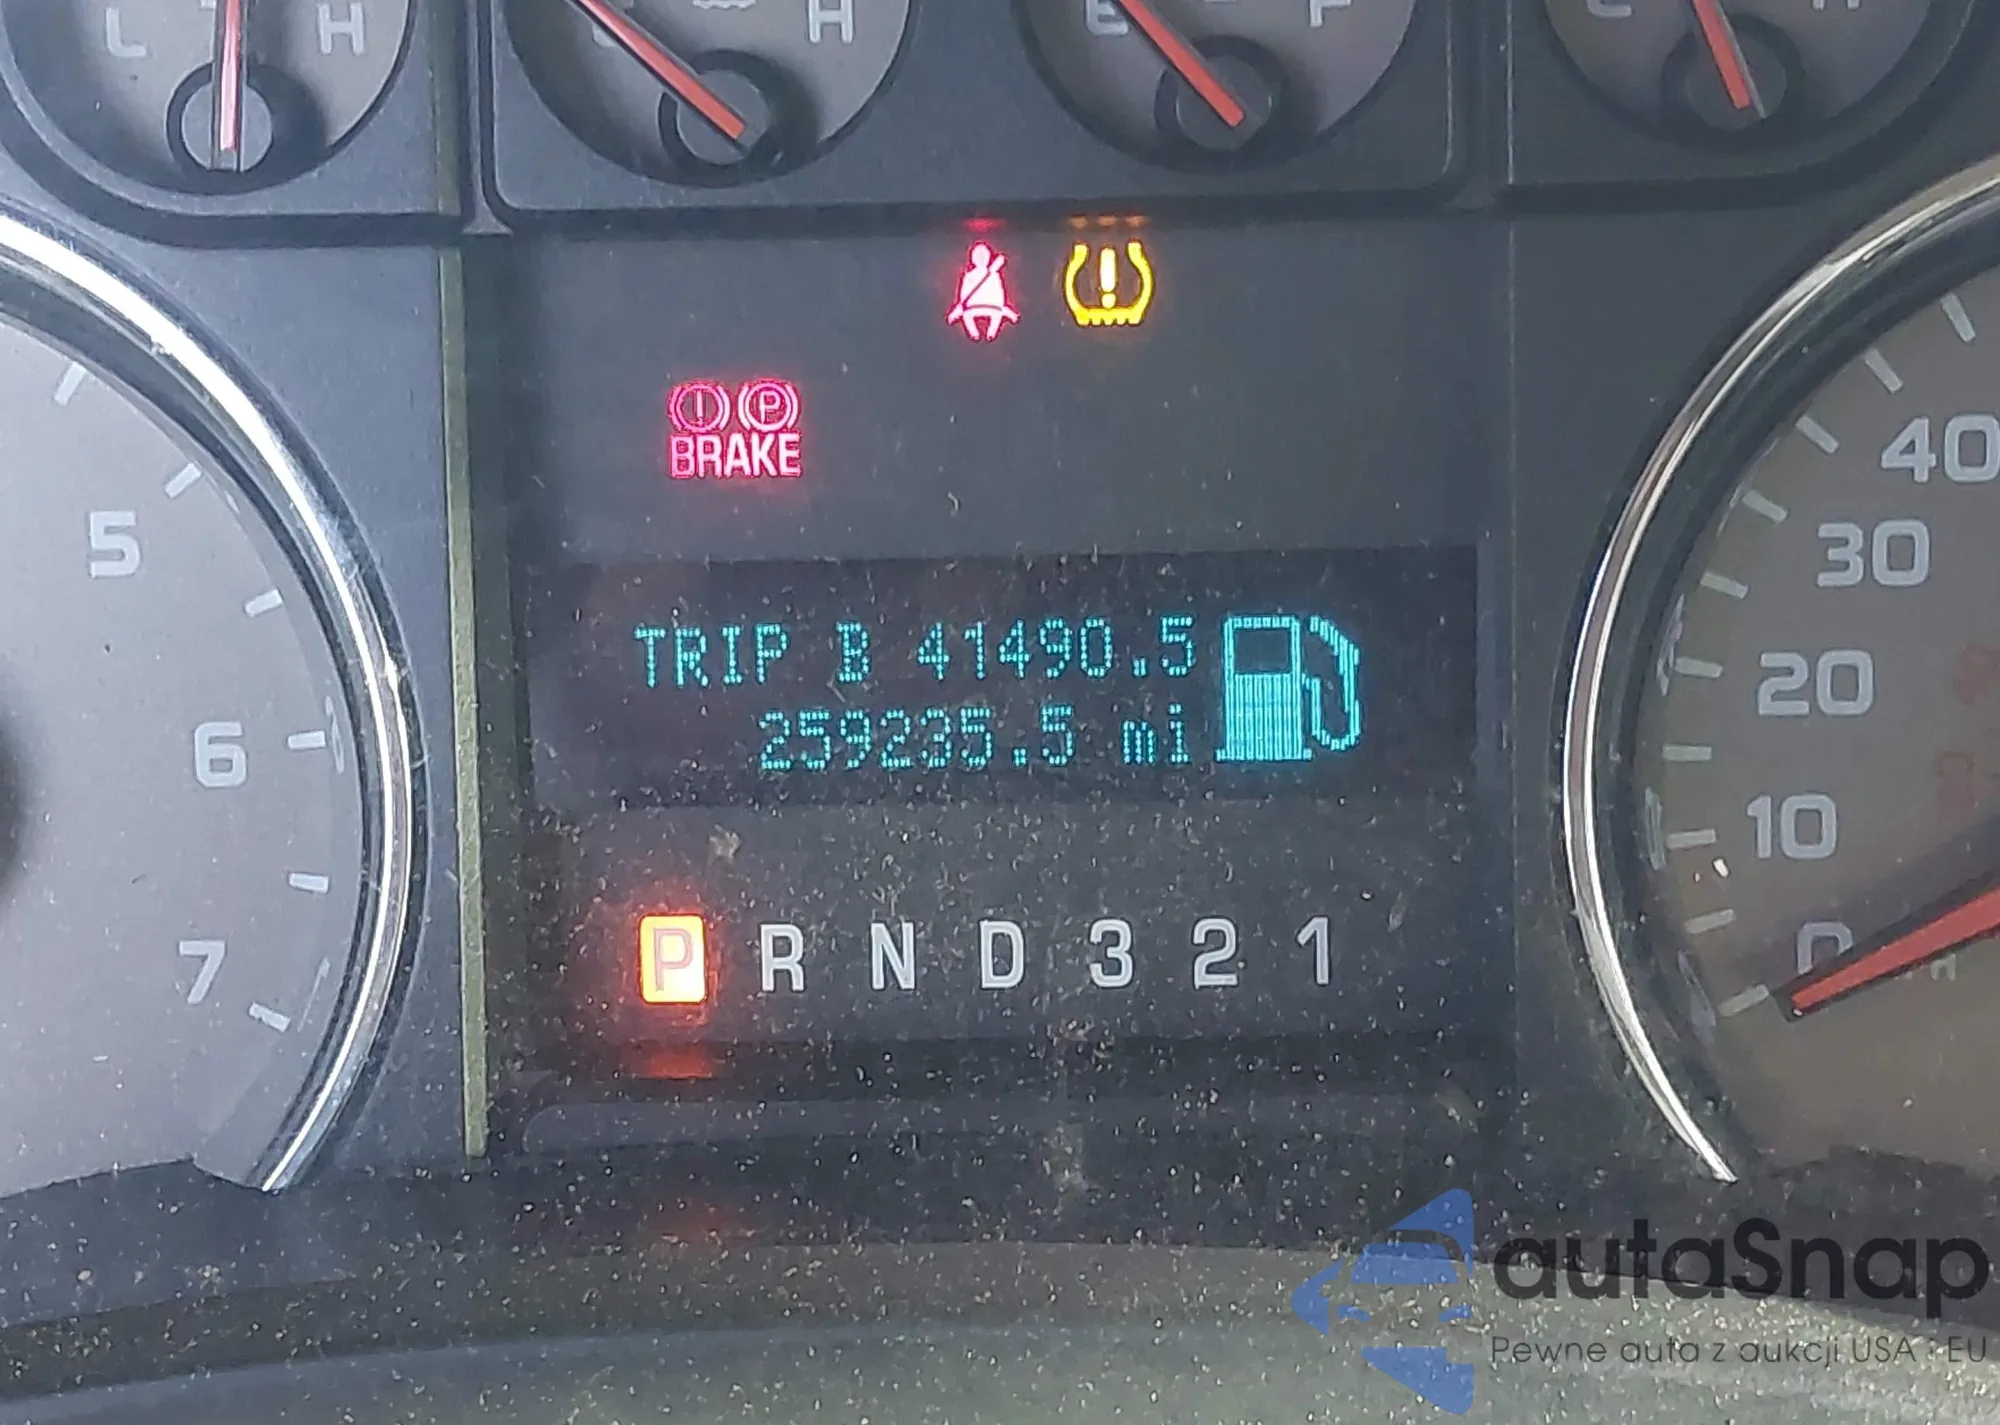 L H
H
E F
BRAKE
P
5
6
7
40
30
20
10
0
TRIP B 41490.5
259235.5 mi
P R N D 3 2 1
autaSnap
Pewne auta z aukcji USA i EU